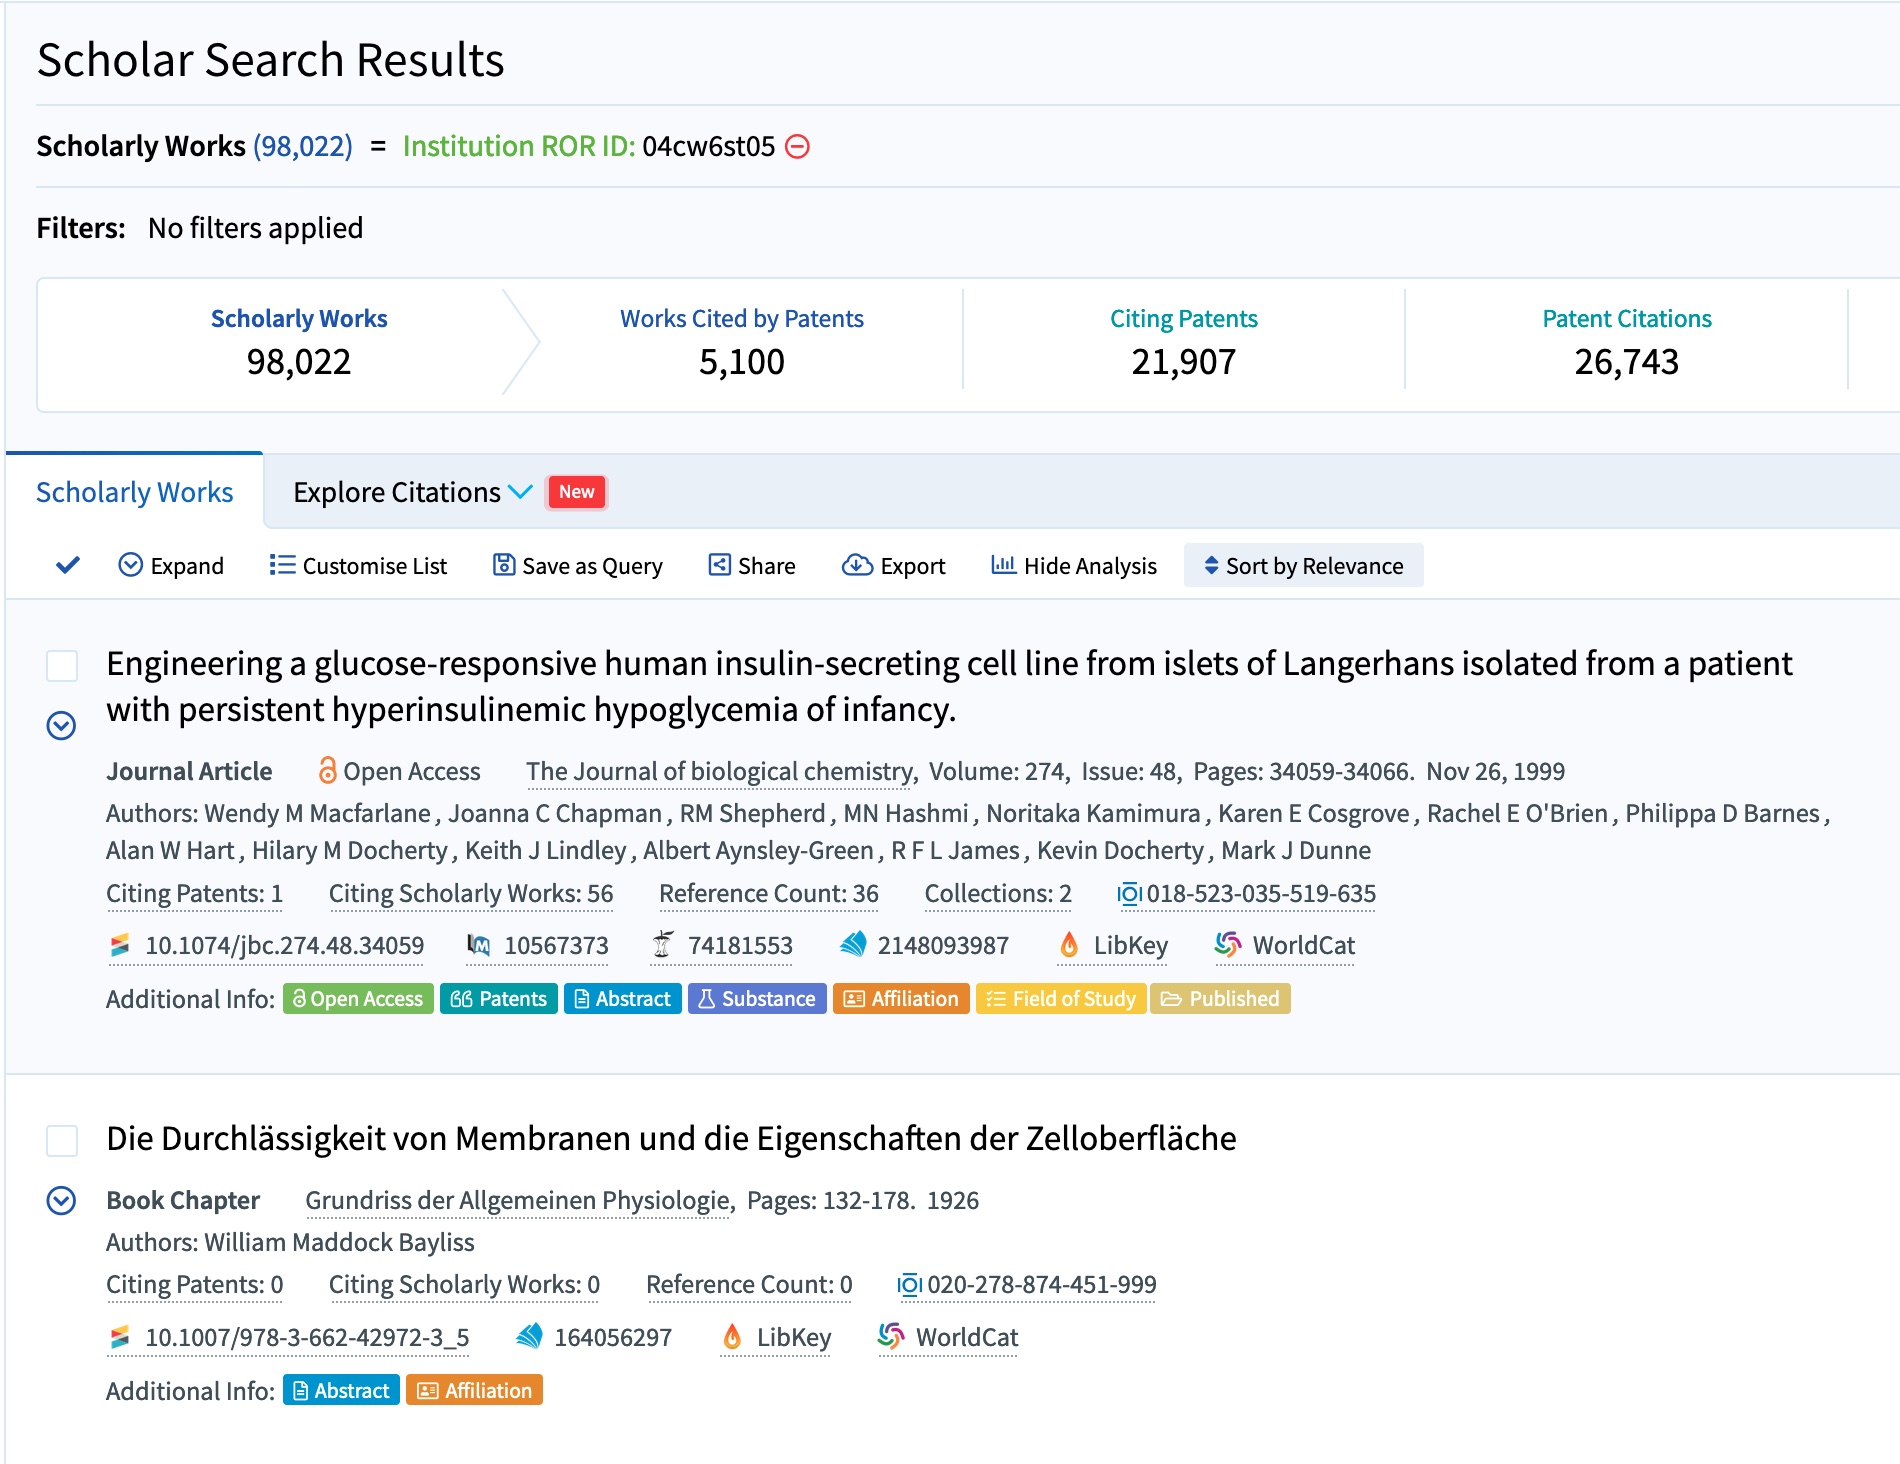 Scholar Search Results
Scholarly Works (98,022) = Institution ROR ID: 04cw6st05
Filters: No filters applied
Scholarly Works
98,022
Works Cited by Patents
5,100
Citing Patents
21,907
Patent Citations
26,743
Scholarly Works
Explore Citations New
Expand Customise List Save as Query Share Export Hide Analysis Sort by Relevance
Engineering a glucose-responsive human insulin-secreting cell line from islets of Langerhans isolated from a patient
with persistent hyperinsulinemic hypoglycemia of infancy.
Journal Article Open Access The Journal of biological chemistry, Volume: 274, Issue: 48, Pages: 34059-34066. Nov 26, 1999
Authors: Wendy M Macfarlane, Joanna C Chapman, RM Shepherd, MN Hashmi, Noritaka Kamimura, Karen E Cosgrove, Rachel E O'Brien, Philippa D Barnes,
Alan W Hart, Hilary M Docherty, Keith J Lindley, Albert Aynsley-Green, R F L James, Kevin Docherty, Mark J Dunne
Citing Patents: 1 Citing Scholarly Works: 56 Reference Count: 36 Collections: 2 018-523-035-519-635
10.1074/jbc.274.48.34059 10567373 74181553 2148093987 LibKey WorldCat
Additional Info: Open Access Patents Abstract Substance Affiliation Field of Study Published
Die Durchlässigkeit von Membranen und die Eigenschaften der Zelloberfläche
Book Chapter Grundriss der Allgemeinen Physiologie, Pages: 132-178. 1926
Authors: William Maddock Bayliss
Citing Patents: 0 Citing Scholarly Works: 0 Reference Count: 0 020-278-874-451-999
10.1007/978-3-662-42972-3_5 164056297 LibKey WorldCat
Additional Info: Abstract Affiliation